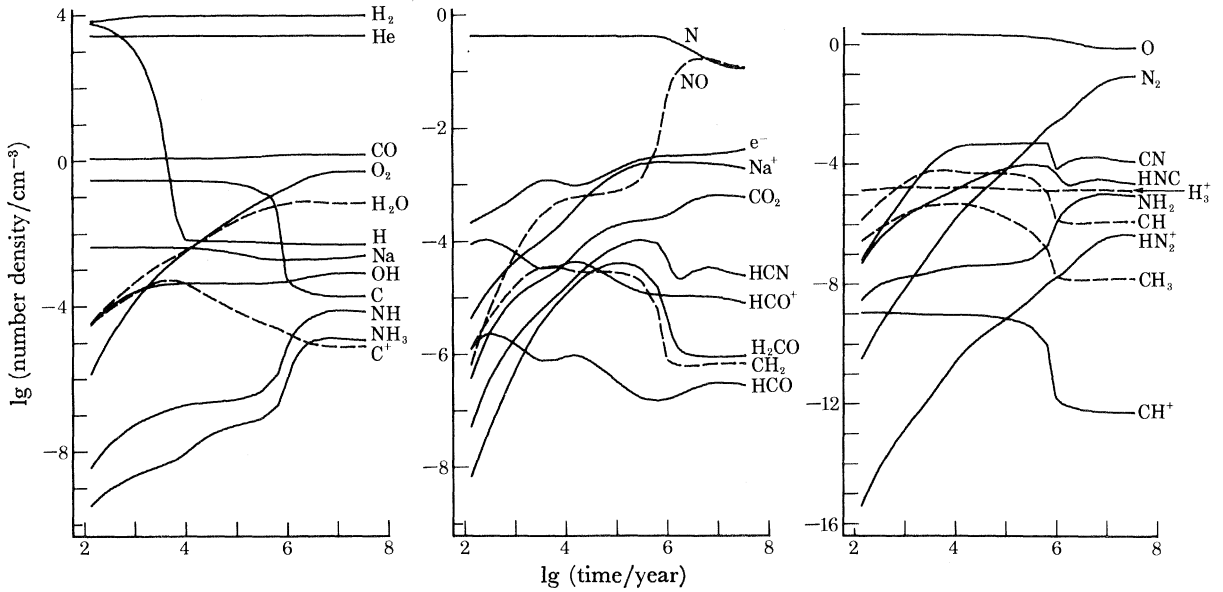 4
0
−4
−8
2
4
6
8
lg (number density/cm⁻³)
H₂
He
CO
O₂
H₂O
H
Na
OH
C
NH
NH₃
C⁺
0
−2
−4
−6
−8
2
4
6
8
lg (time/year)
N
NO
e⁻
Na⁺
CO₂
HCN
HCO⁺
H₂CO
CH₂
HCO
0
−4
−8
−12
−16
2
4
6
8
O
N₂
CN
HNC
H₃⁺
NH₂
CH
HN₂⁺
CH₃
CH⁺